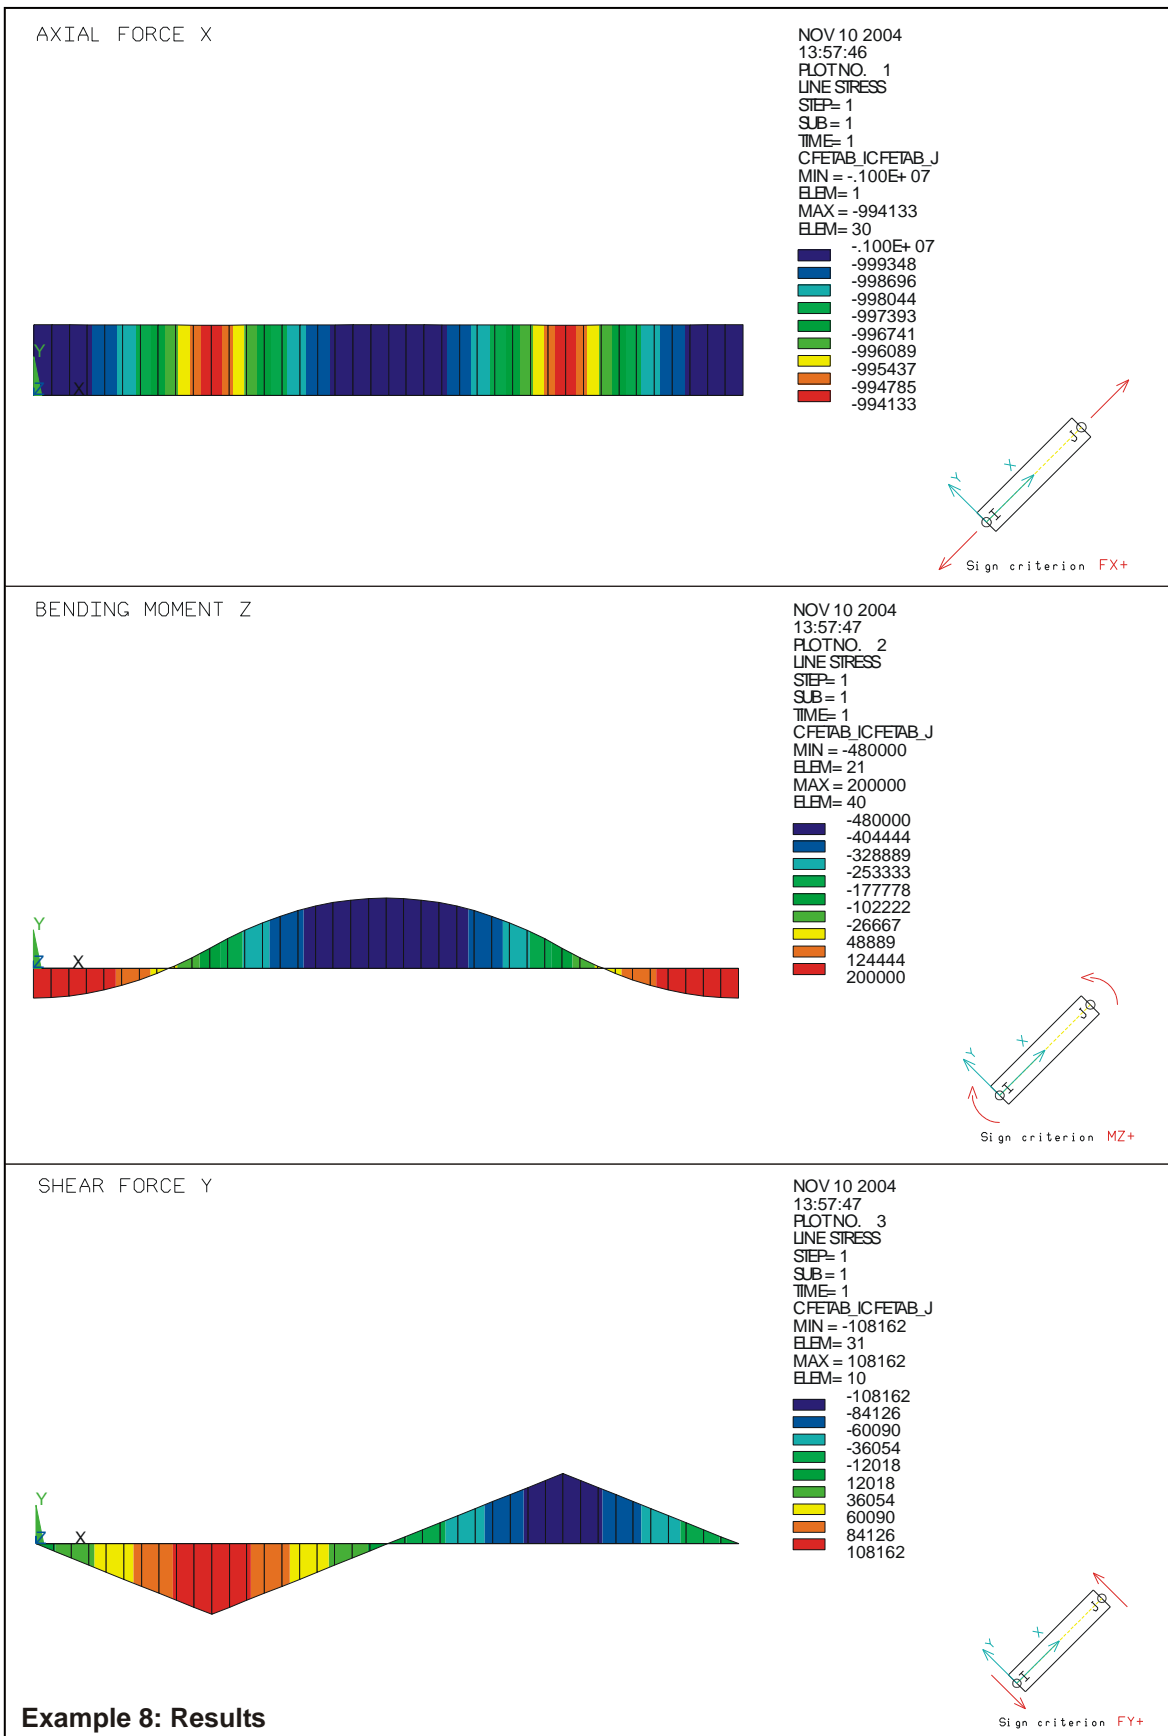 AXIAL FORCE X
NOV 10 2004
13:57:46
PLOT NO. 1
LINE STRESS
STEP= 1
SUB = 1
TIME= 1
CFETAB_ICFETAB_J
MIN = -.100E+ 07
ELEM= 1
MAX = -994133
ELEM= 30
-.100E+ 07
-999348
-998696
-998044
-997393
-996741
-996089
-995437
-994785
-994133
Y
Z X
Y X I J
Sign criterion FX+
BENDING MOMENT Z
NOV 10 2004
13:57:47
PLOT NO. 2
LINE STRESS
STEP= 1
SUB = 1
TIME= 1
CFETAB_ICFETAB_J
MIN = -480000
ELEM= 21
MAX = 200000
ELEM= 40
-480000
-404444
-328889
-253333
-177778
-102222
-26667
48889
124444
200000
Y
Z X
Y X I J
Sign criterion MZ+
SHEAR FORCE Y
NOV 10 2004
13:57:47
PLOT NO. 3
LINE STRESS
STEP= 1
SUB = 1
TIME= 1
CFETAB_ICFETAB_J
MIN = -108162
ELEM= 31
MAX = 108162
ELEM= 10
-108162
-84126
-60090
-36054
-12018
12018
36054
60090
84126
108162
Y
Z X
Y X I J
Sign criterion FY+
Example 8: Results